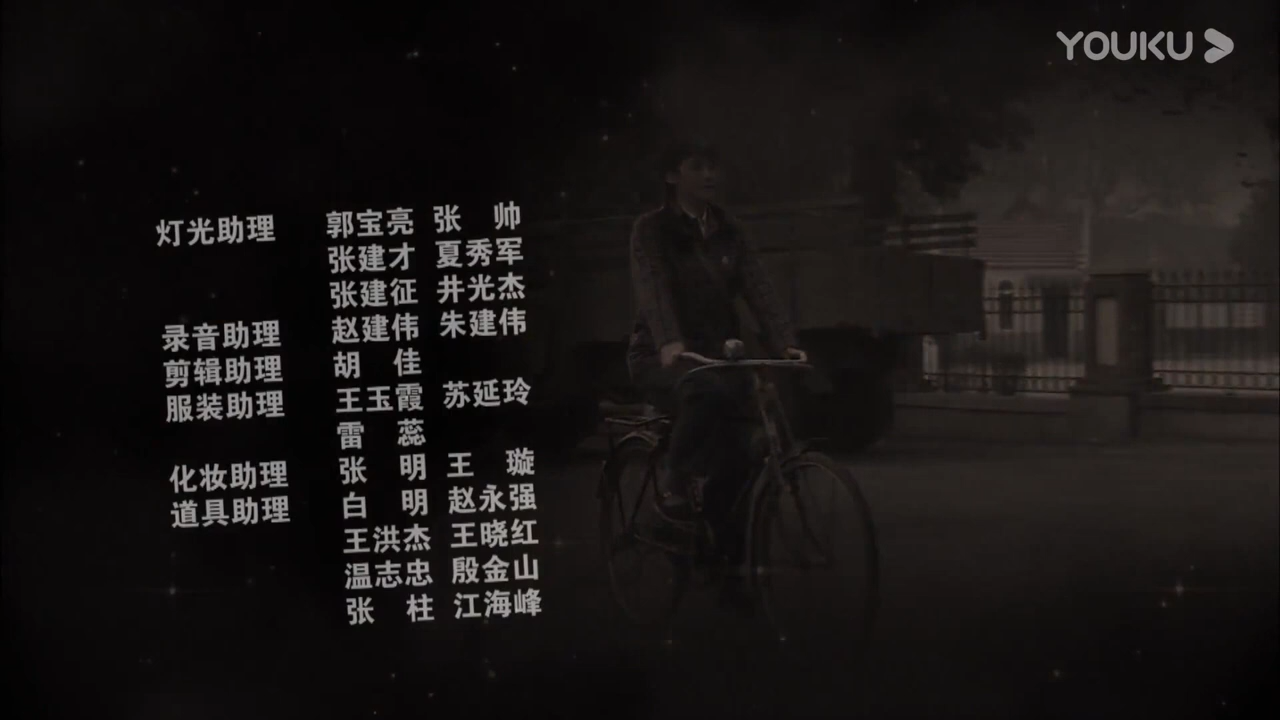 YOUKU
灯光助理 郭宝亮 张 帅
张建才 夏秀军
张建征 井光杰
录音助理 赵建伟 朱建伟
剪辑助理 胡 佳
服装助理 王玉霞 苏延玲
雷 蕊
化妆助理 张 明 王 璇
道具助理 白 明 赵永强
王洪杰 王晓红
温志忠 殷金山
张 柱 江海峰